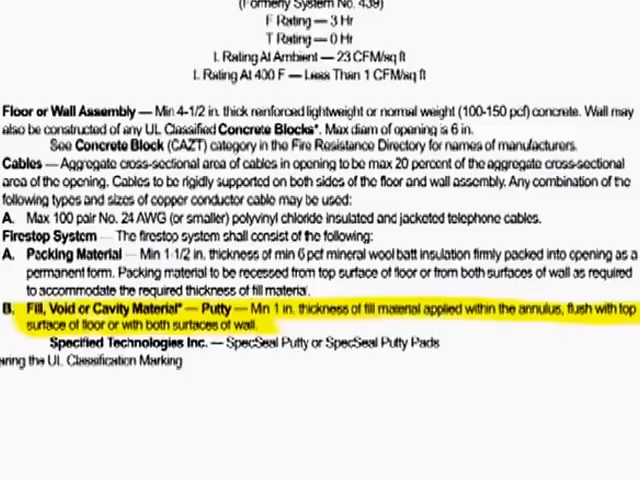 (Formerly System No. 439)
F Rating — 3 Hr
T Rating — 0 Hr
L Rating At Ambient — 23 CFM/sq ft
L Rating At 400 F — Less Than 1 CFM/sq ft
Floor or Wall Assembly — Min 4-1/2 in. thick reinforced lightweight or normal weight (100-150 pcf) concrete. Wall may
also be constructed of any UL Classified Concrete Blocks*. Max diam of opening is 6 in.
See Concrete Block (CAZT) category in the Fire Resistance Directory for names of manufacturers.
Cables — Aggregate cross-sectional area of cables in opening to be max 20 percent of the aggregate cross-sectional
area of the opening. Cables to be rigidly supported on both sides of the floor and wall assembly. Any combination of the
following types and sizes of copper conductor cable may be used:
A. Max 100 pair No. 24 AWG (or smaller) polyvinyl chloride insulated and jacketed telephone cables.
Firestop System — The firestop system shall consist of the following:
A. Packing Material — Min 1-1/2 in. thickness of min 6 pcf mineral wool batt insulation firmly packed into opening as a
permanent form. Packing material to be recessed from top surface of floor or from both surfaces of wall as required
to accommodate the required thickness of fill material.
B. Fill, Void or Cavity Material* — Putty — Min 1 in. thickness of fill material applied within the annulus, flush with top
surface of floor or with both surfaces of wall.
Specified Technologies Inc. — SpecSeal Putty or SpecSeal Putty Pads
aring the UL Classification Marking